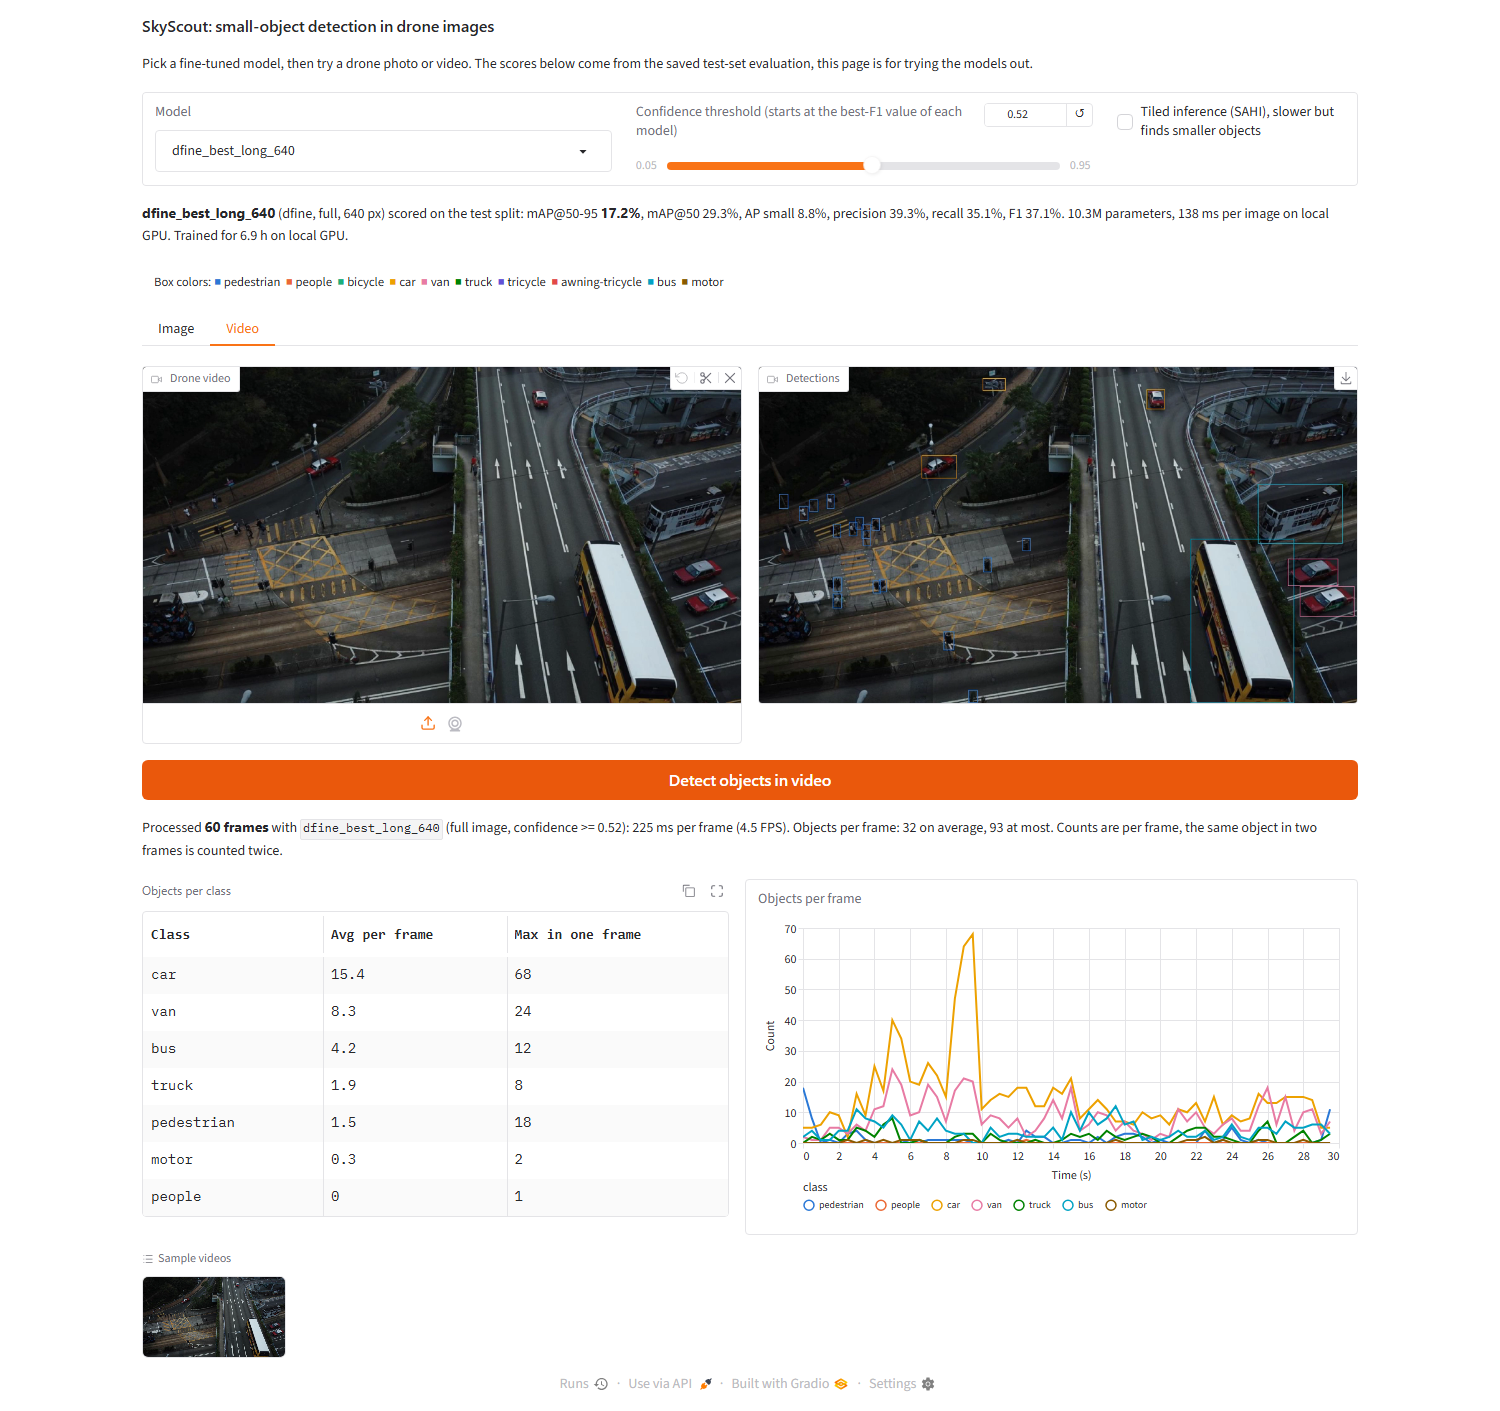 SkyScout: small-object detection in drone images
Pick a fine-tuned model, then try a drone photo or video. The scores below come from the saved test-set evaluation, this page is for trying the models out.
Model
dfine_best_long_640
Confidence threshold (starts at the best-F1 value of each
model)
0.52
0.05
0.95
Tiled inference (SAHI), slower but
finds smaller objects
dfine_best_long_640 (dfine, full, 640 px) scored on the test split: mAP@50-95 17.2%, mAP@50 29.3%, AP small 8.8%, precision 39.3%, recall 35.1%, F1 37.1%. 10.3M parameters, 138 ms per image on local
GPU. Trained for 6.9 h on local GPU.
Box colors: pedestrian people bicycle car van truck tricycle awning-tricycle bus motor
Image Video
Drone video
Detections
Detect objects in video
Processed 60 frames with dfine_best_long_640 (full image, confidence >= 0.52): 225 ms per frame (4.5 FPS). Objects per frame: 32 on average, 93 at most. Counts are per frame, the same object in two
frames is counted twice.
Objects per class
Class Avg per frame Max in one frame
car 15.4 68
van 8.3 24
bus 4.2 12
truck 1.9 8
pedestrian 1.5 18
motor 0.3 2
people 0 1
Objects per frame
70
60
50
40
30
20
10
0
Count
0 2 4 6 8 10 12 14 16 18 20 22 24 26 28 30
Time (s)
class
pedestrian people car van truck bus motor
Sample videos
Runs · Use via API · Built with Gradio · Settings